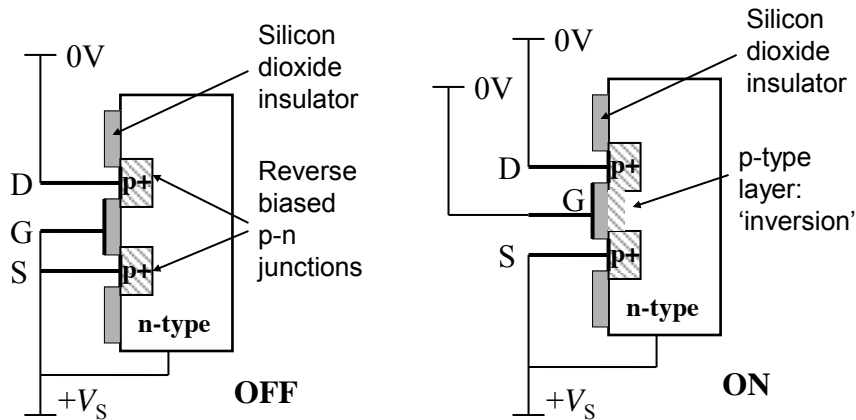 0V
Silicon
dioxide
insulator
D
p+
G
Reverse
biased
p-n
junctions
S
p+
n-type
+VS
OFF
0V
0V
Silicon
dioxide
insulator
D
p+
G
p-type
layer:
‘inversion’
S
p+
n-type
+VS
ON